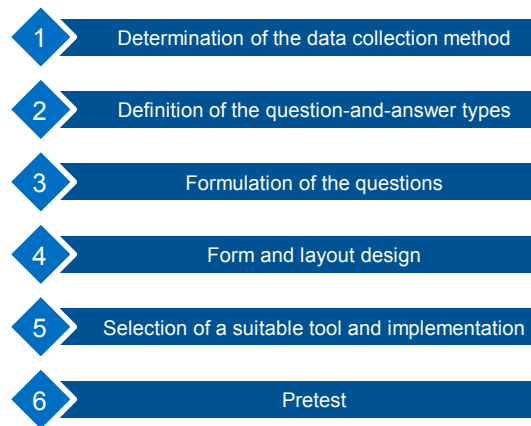 1 Determination of the data collection method
2 Definition of the question-and-answer types
3 Formulation of the questions
4 Form and layout design
5 Selection of a suitable tool and implementation
6 Pretest